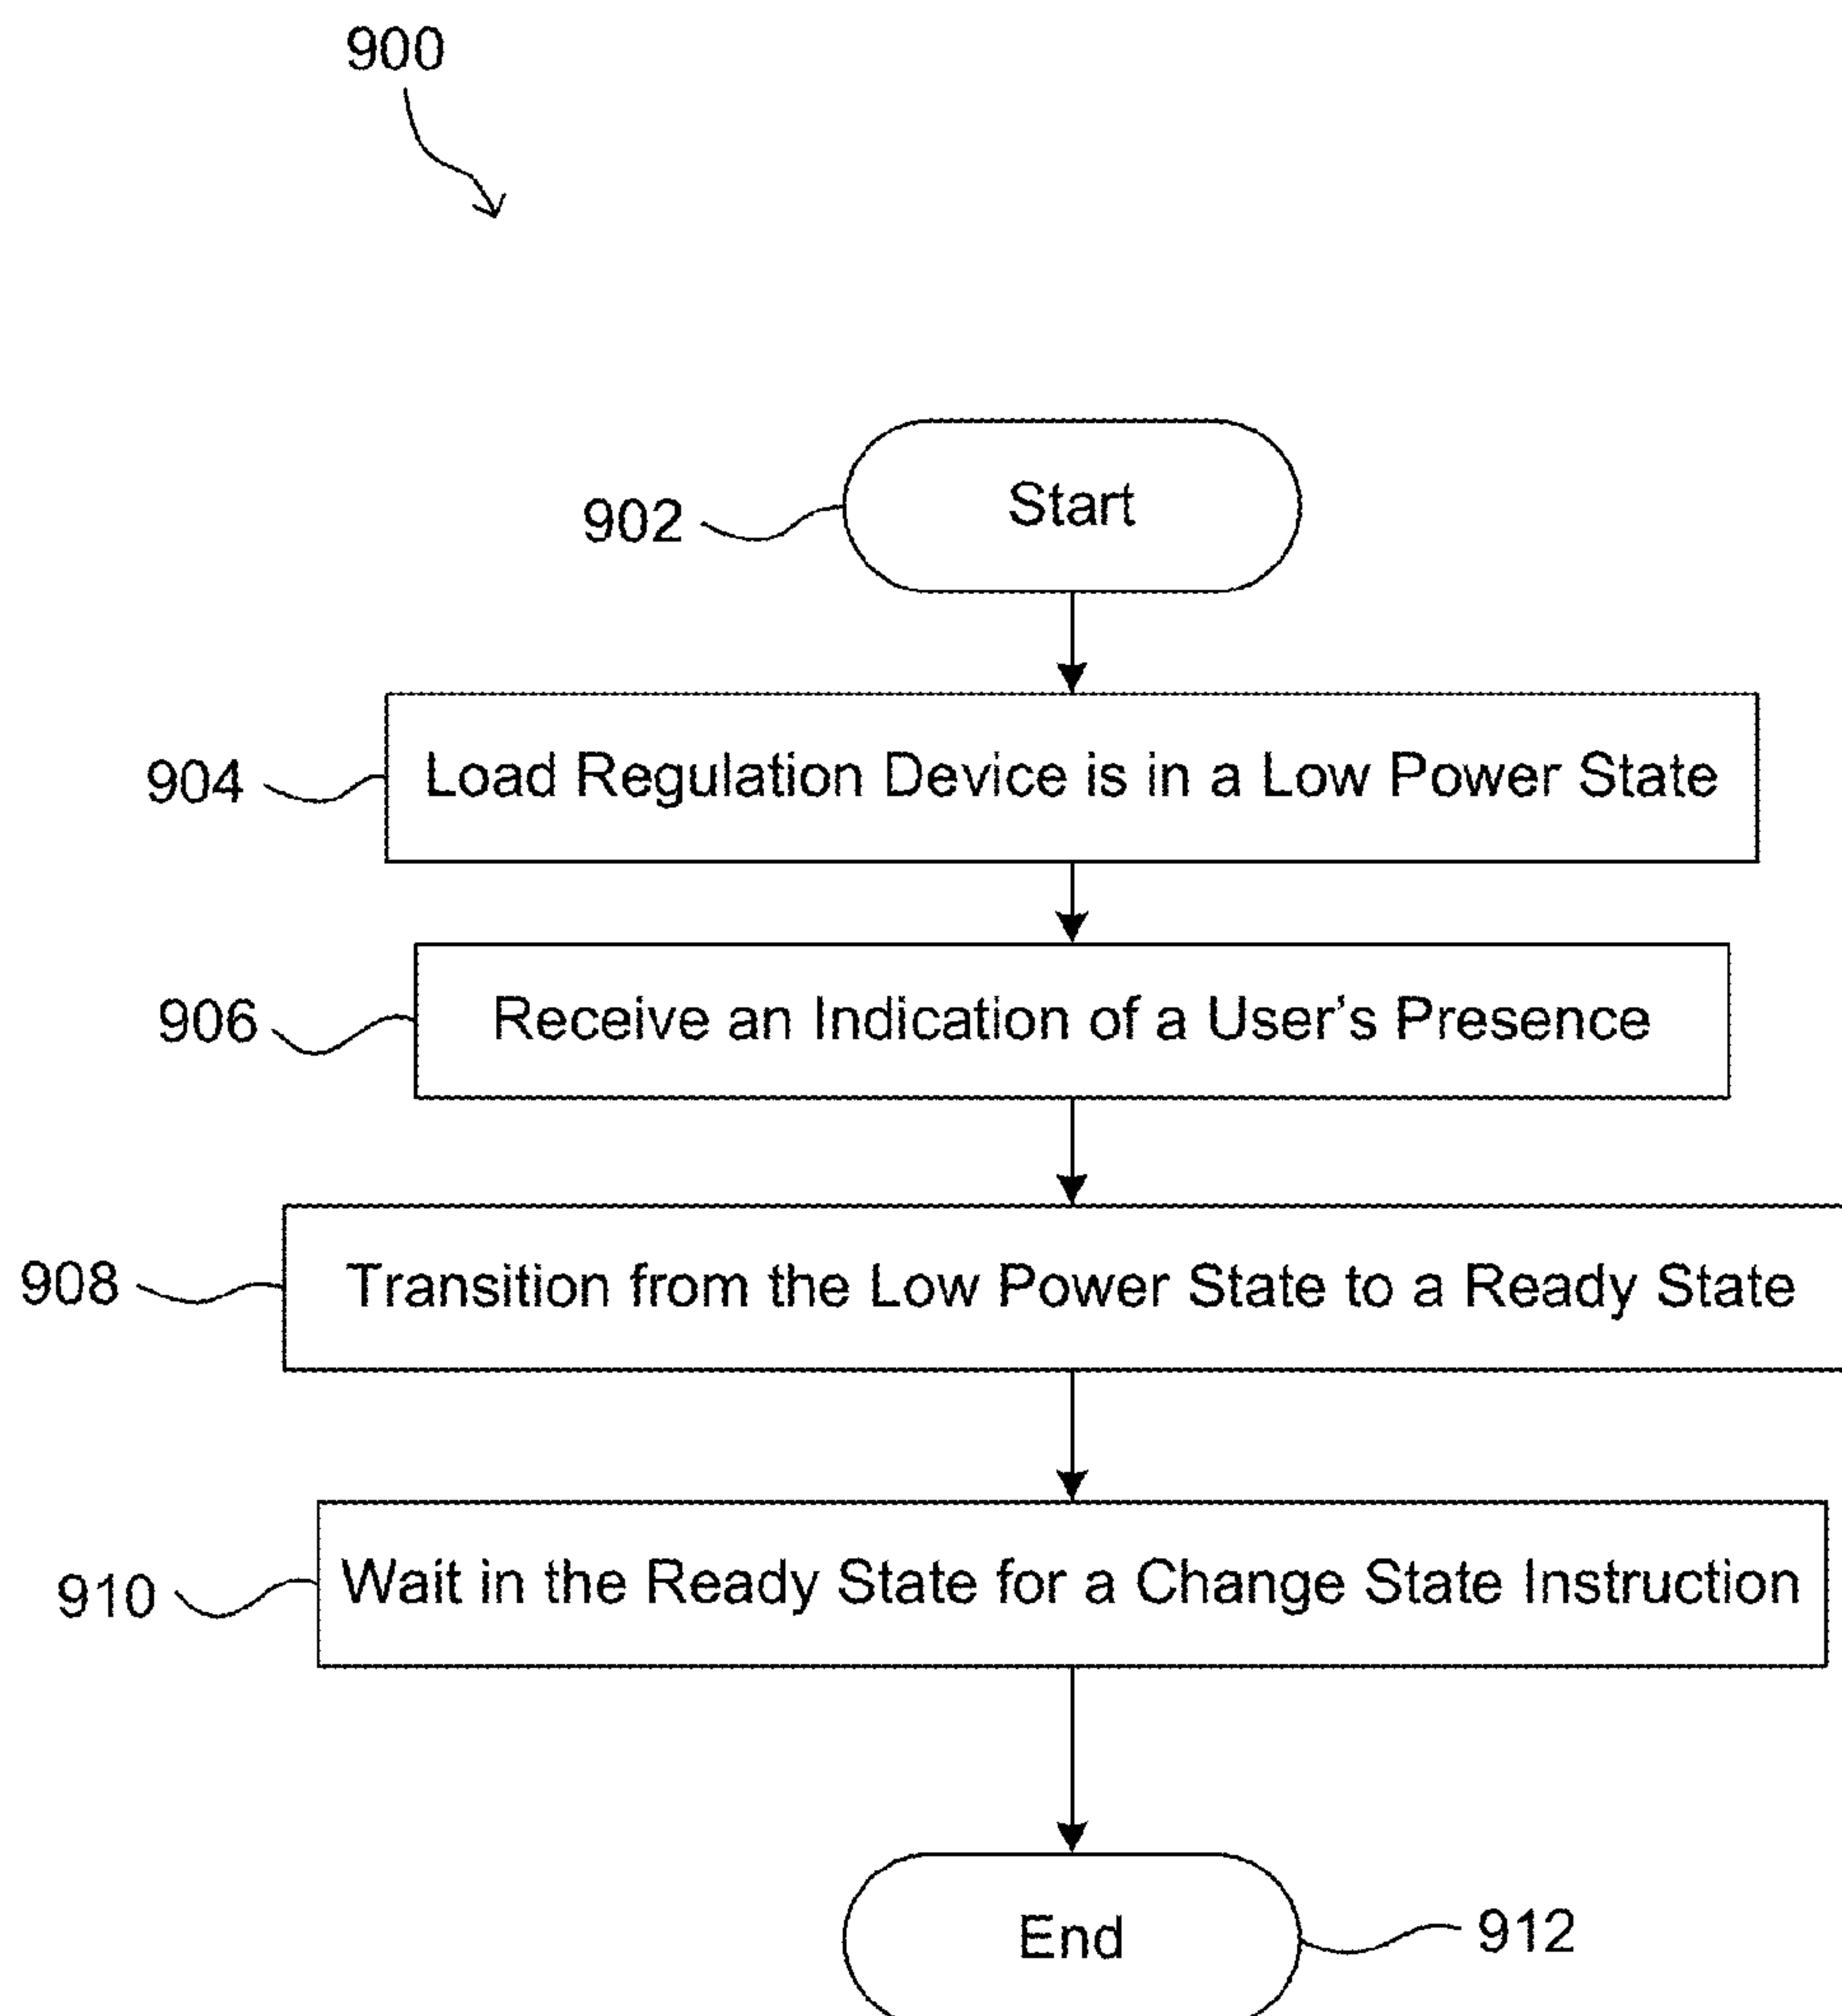 900
902
Start
904
Load Regulation Device is in a Low Power State
906
Receive an Indication of a User's Presence
908
Transition from the Low Power State to a Ready State
910
Wait in the Ready State for a Change State Instruction
End
912